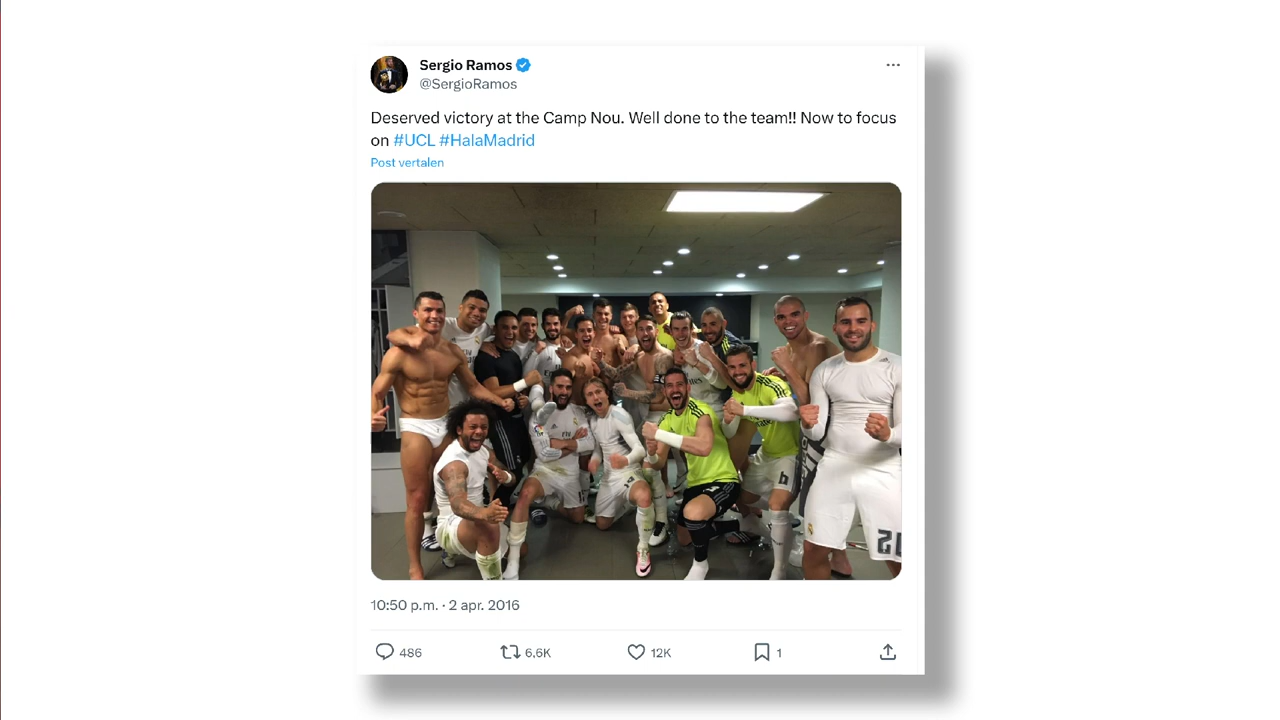 Sergio Ramos
@SergioRamos
Deserved victory at the Camp Nou. Well done to the team!! Now to focus
on #UCL #HalaMadrid
Post vertalen
10:50 p.m. · 2 apr. 2016
486 6,6K 12K 1